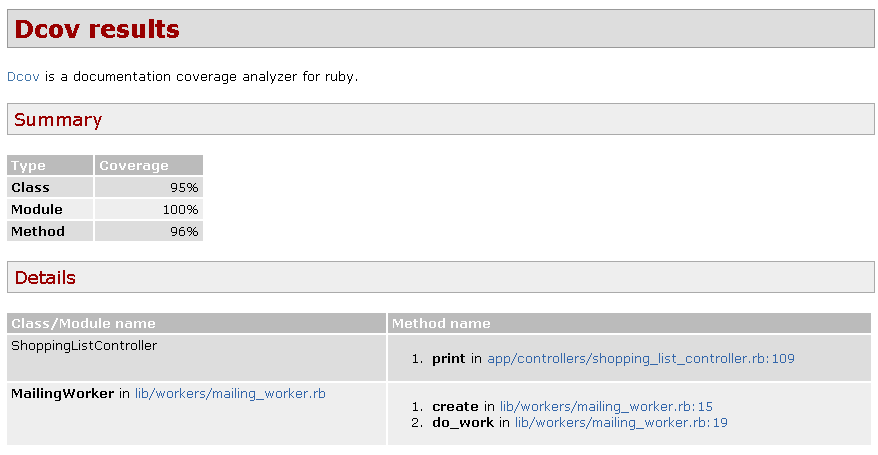 Dcov results
Dcov is a documentation coverage analyzer for ruby.
Summary
Type Coverage
Class 95%
Module 100%
Method 96%
Details
Class/Module name Method name
ShoppingListController
1. print in app/controllers/shopping_list_controller.rb:109
MailingWorker in lib/workers/mailing_worker.rb
1. create in lib/workers/mailing_worker.rb:15
2. do_work in lib/workers/mailing_worker.rb:19